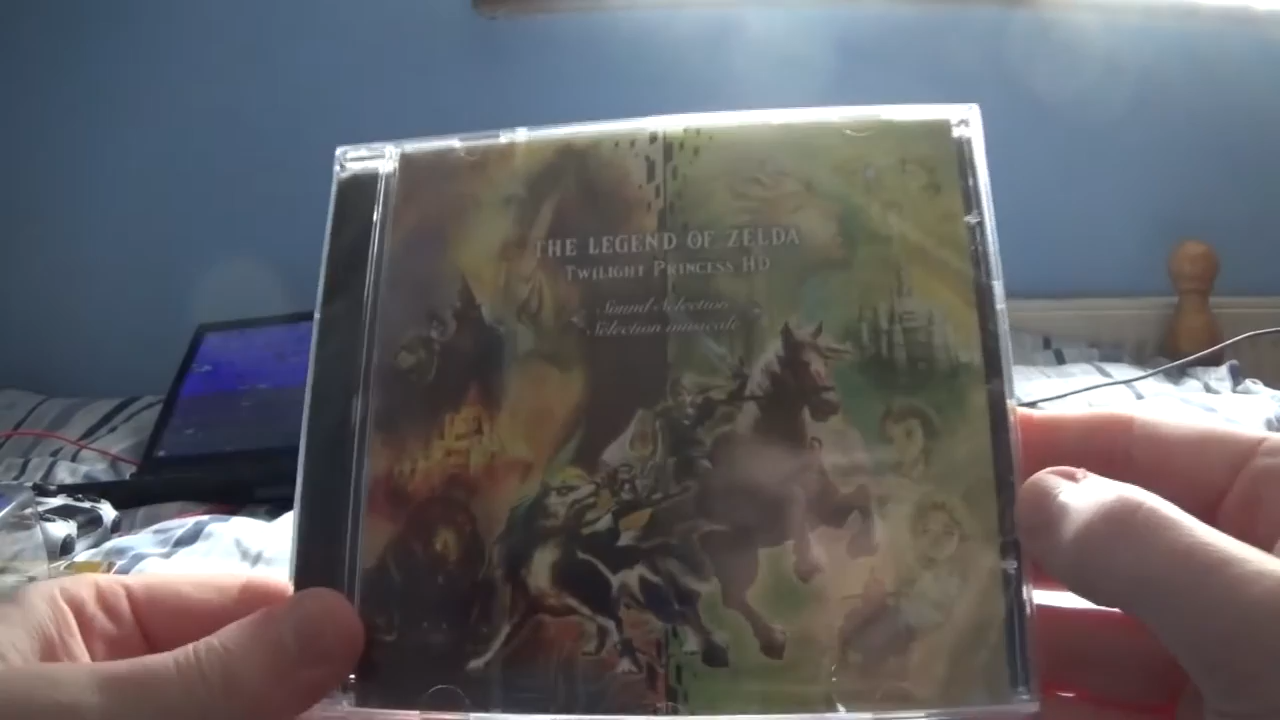 THE LEGEND OF ZELDA
TWILIGHT PRINCESS HD
Sound Selection
Sélection musicale